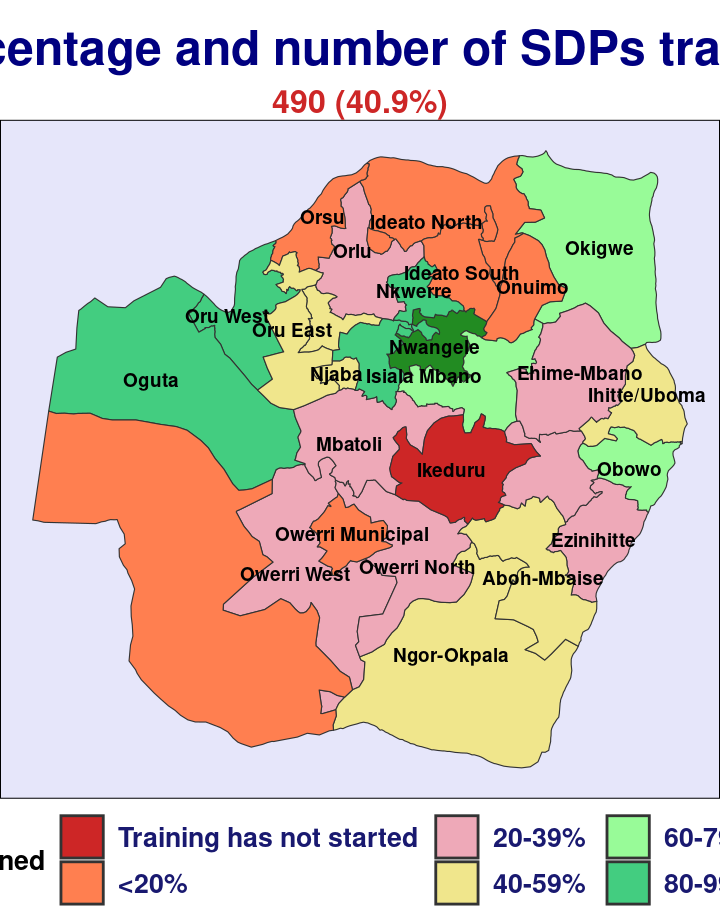 centage and number of SDPs tra
490 (40.9%)
Orsu
Ideato North
Orlu
Okigwe
Ideato South
Nkwerre
Onuimo
Oru West
Oru East
Nwangele
Oguta
Njaba
Isiala Mbano
Ehime-Mbano
Ihitte/Uboma
Mbatoli
Ikeduru
Obowo
Owerri Municipal
Ezinihitte
Owerri West
Owerri North
Aboh-Mbaise
Ngor-Okpala
ned
Training has not started
20-39%
60-79
<20%
40-59%
80-99